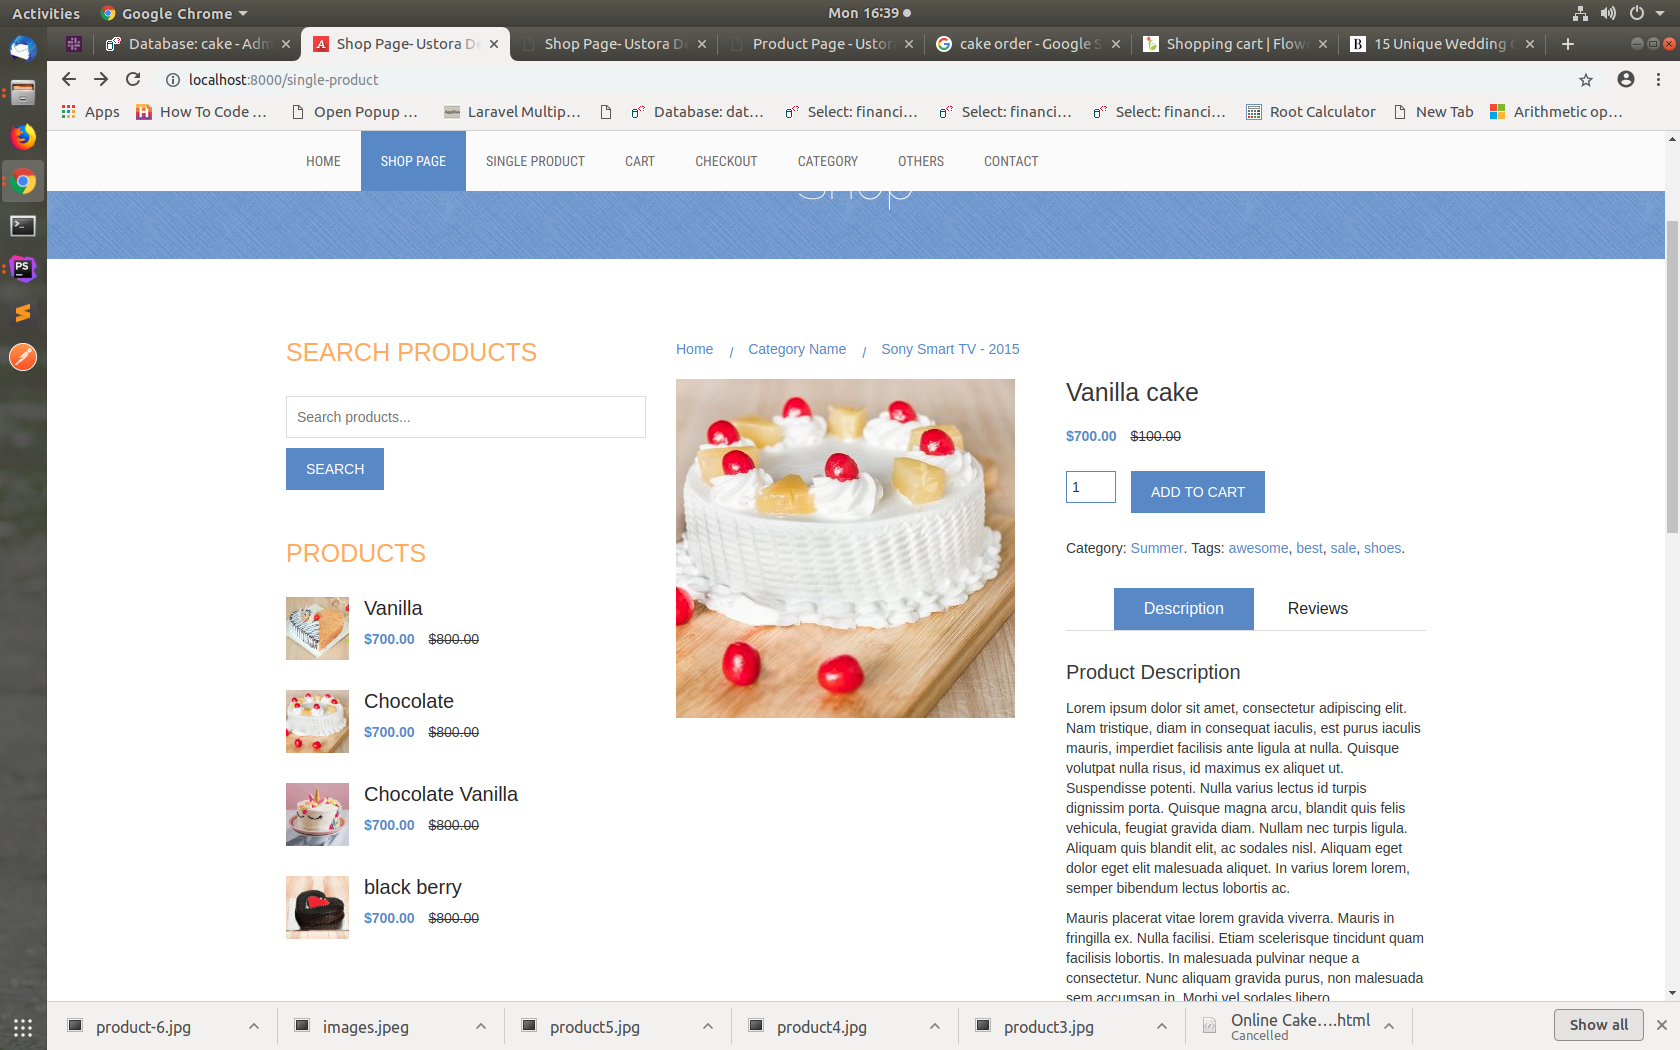 Activities Google Chrome Mon 16:39
Database: cake - Adm Shop Page- Ustora De Shop Page- Ustora De Product Page - Ustor cake order - Google S Shopping cart | Flow 15 Unique Wedding C
localhost:8000/single-product
Apps How To Code ... Open Popup ... Laravel Multip... Database: dat... Select: financi... Select: financi... Select: financi... Root Calculator New Tab Arithmetic op...
HOME SHOP PAGE SINGLE PRODUCT CART CHECKOUT CATEGORY OTHERS CONTACT
Shop
SEARCH PRODUCTS
Search products...
SEARCH
PRODUCTS
Vanilla
$700.00 $800.00
Chocolate
$700.00 $800.00
Chocolate Vanilla
$700.00 $800.00
black berry
$700.00 $800.00
Home / Category Name / Sony Smart TV - 2015
Vanilla cake
$700.00 $100.00
1 ADD TO CART
Category: Summer. Tags: awesome, best, sale, shoes.
Description Reviews
Product Description
Lorem ipsum dolor sit amet, consectetur adipiscing elit.
Nam tristique, diam in consequat iaculis, est purus iaculis
mauris, imperdiet facilisis ante ligula at nulla. Quisque
volutpat nulla risus, id maximus ex aliquet ut.
Suspendisse potenti. Nulla varius lectus id turpis
dignissim porta. Quisque magna arcu, blandit quis felis
vehicula, feugiat gravida diam. Nullam nec turpis ligula.
Aliquam quis blandit elit, ac sodales nisl. Aliquam eget
dolor eget elit malesuada aliquet. In varius lorem lorem,
semper bibendum lectus lobortis ac.
Mauris placerat vitae lorem gravida viverra. Mauris in
fringilla ex. Nulla facilisi. Etiam scelerisque tincidunt quam
facilisis lobortis. In malesuada pulvinar neque a
consectetur. Nunc aliquam gravida purus, non malesuada
sem accumsan in. Morbi vel sodales libero.
product-6.jpg images.jpeg product5.jpg product4.jpg product3.jpg Online Cake....html Show all
Cancelled